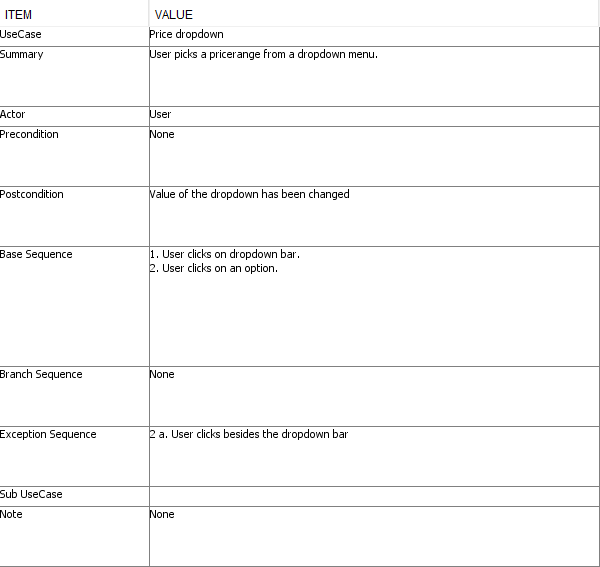 ITEM VALUE
UseCase Price dropdown
Summary User picks a pricerange from a dropdown menu.
Actor User
Precondition None
Postcondition Value of the dropdown has been changed
Base Sequence 1. User clicks on dropdown bar.
2. User clicks on an option.
Branch Sequence None
Exception Sequence 2 a. User clicks besides the dropdown bar
Sub UseCase
Note None